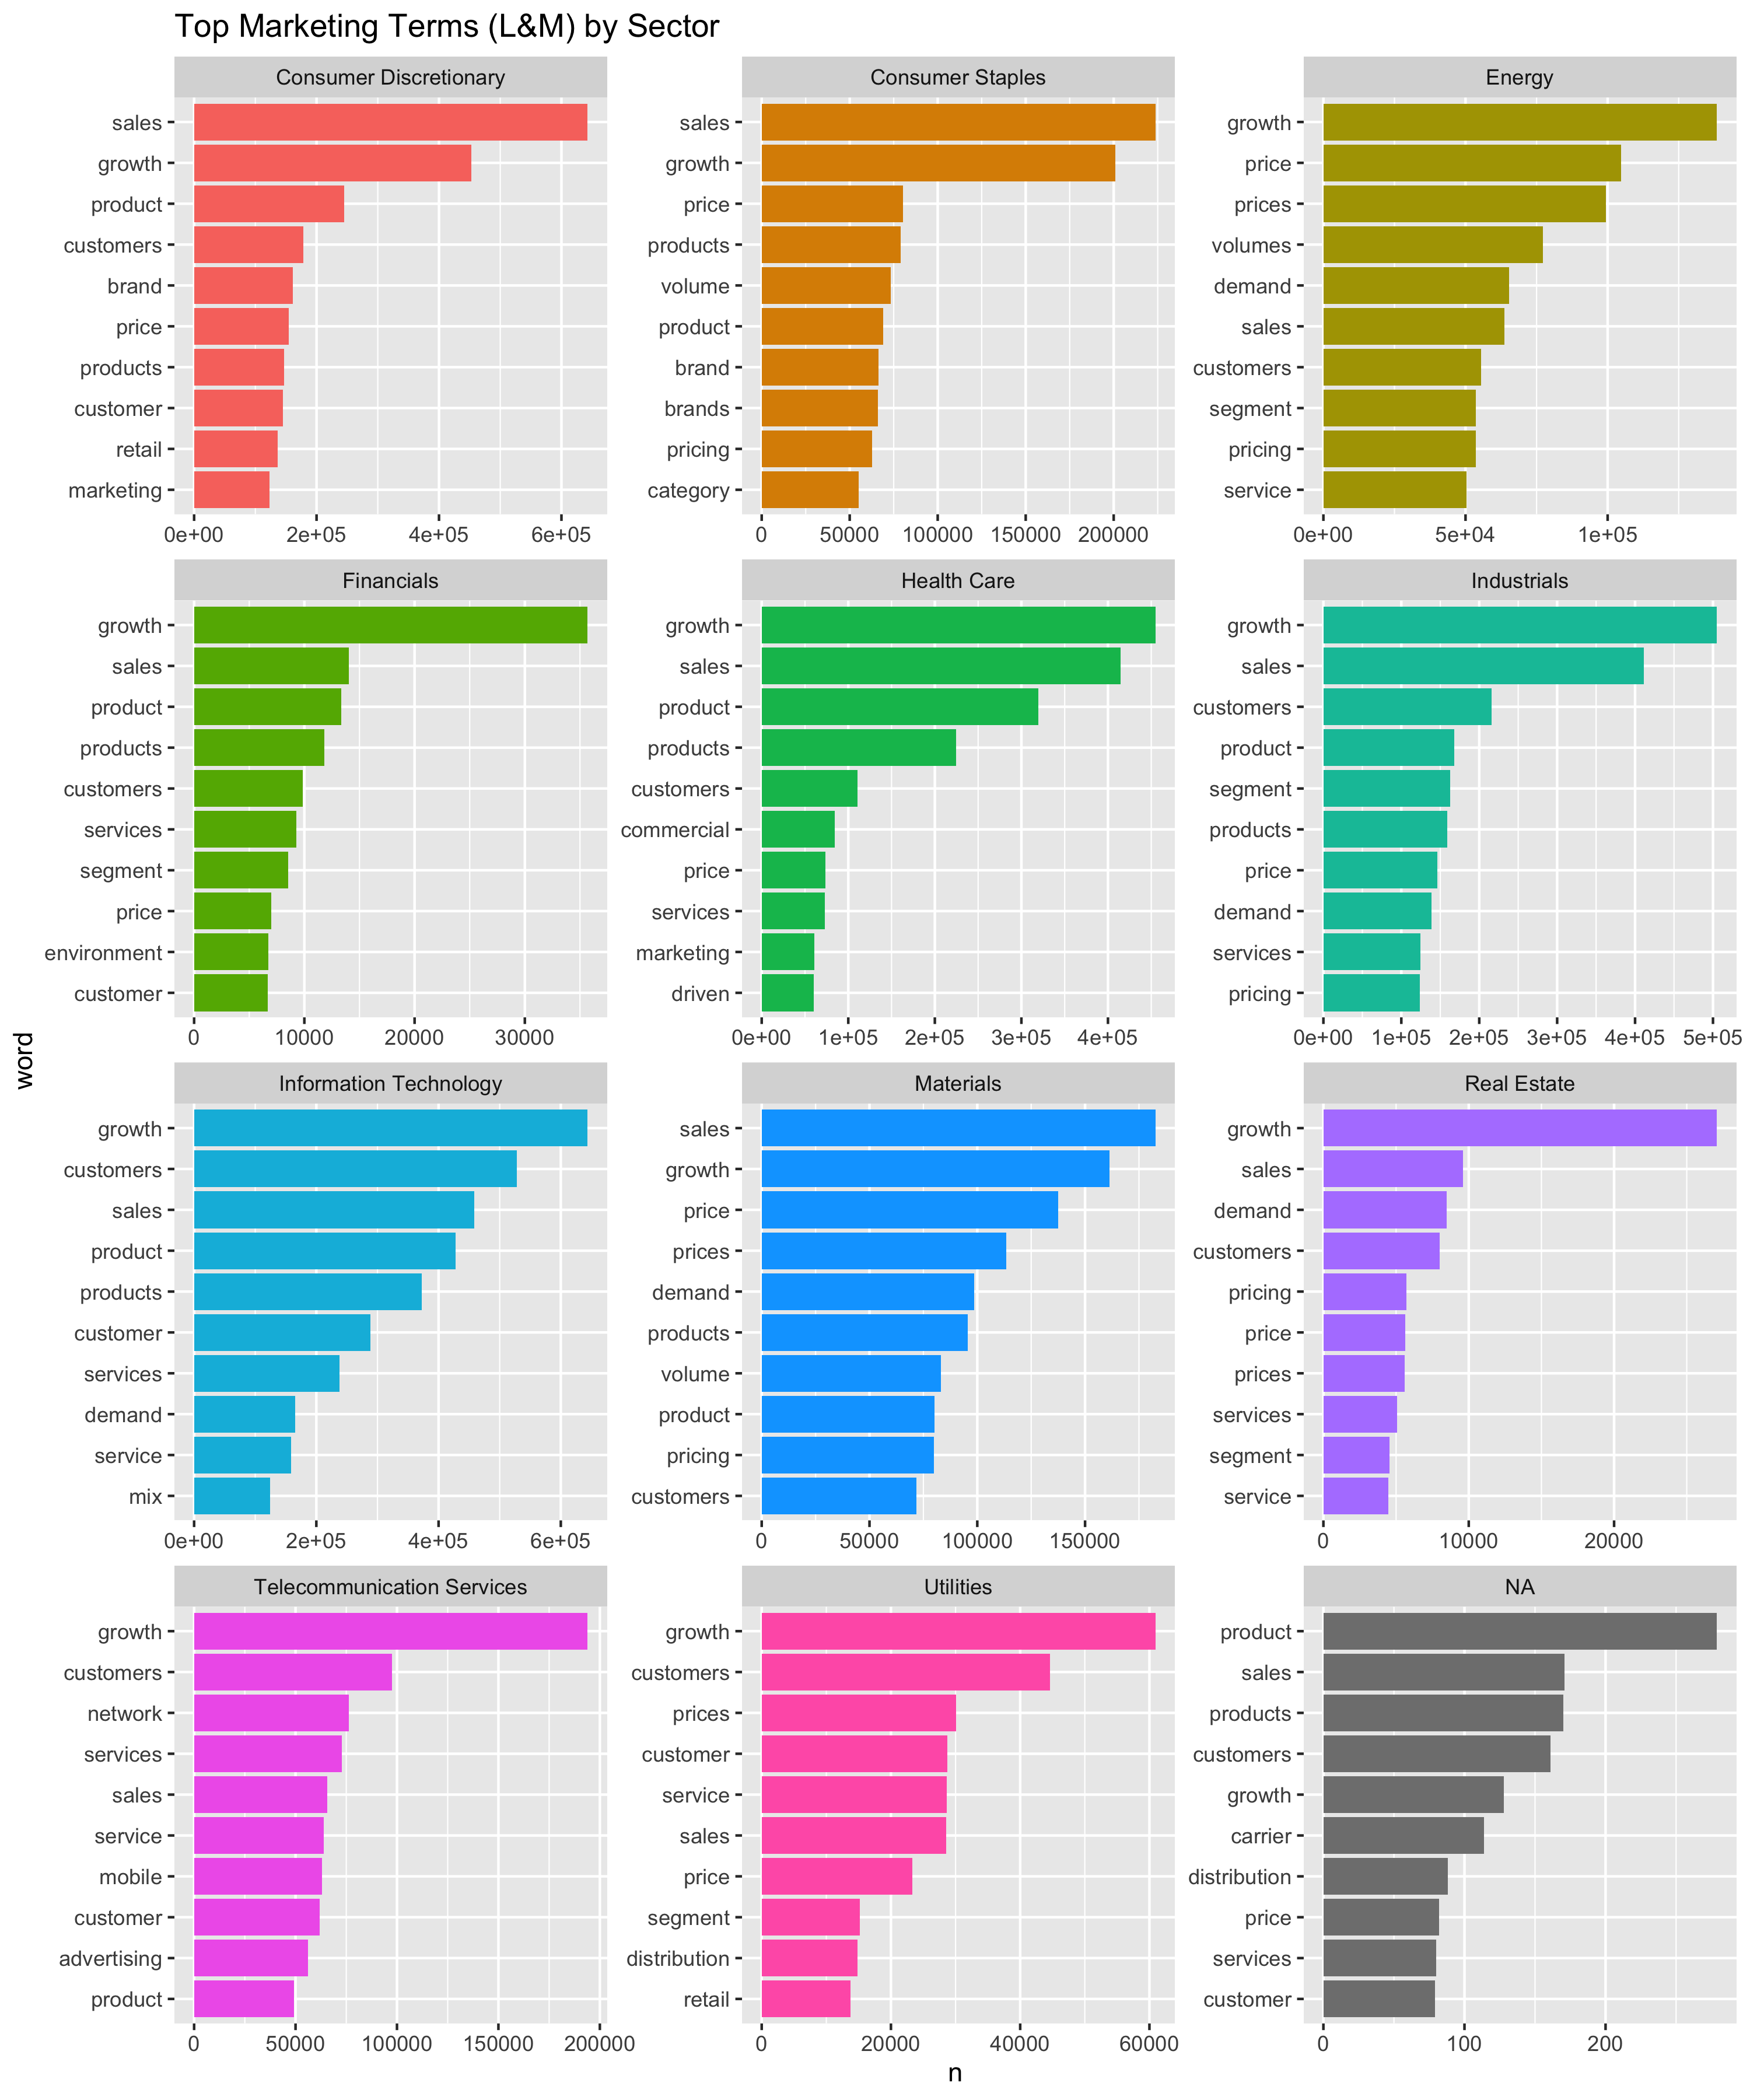 Top Marketing Terms (L&M) by Sector
Consumer Discretionary
sales
growth
product
customers
brand
price
products
customer
retail
marketing
0e+00 2e+05 4e+05 6e+05
Consumer Staples
sales
growth
price
products
volume
product
brand
brands
pricing
category
0 50000 100000 150000 200000
Energy
growth
price
prices
volumes
demand
sales
customers
segment
pricing
service
0e+00 5e+04 1e+05
Financials
growth
sales
product
products
customers
services
segment
price
environment
customer
0 10000 20000 30000
Health Care
growth
sales
product
products
customers
commercial
price
services
marketing
driven
0e+00 1e+05 2e+05 3e+05 4e+05
Industrials
growth
sales
customers
product
segment
products
price
demand
services
pricing
0e+00 1e+05 2e+05 3e+05 4e+05 5e+05
word
Information Technology
growth
customers
sales
product
products
customer
services
demand
service
mix
0e+00 2e+05 4e+05 6e+05
Materials
sales
growth
price
prices
demand
products
volume
product
pricing
customers
0 50000 100000 150000
Real Estate
growth
sales
demand
customers
pricing
price
prices
services
segment
service
0 10000 20000
Telecommunication Services
growth
customers
network
services
sales
service
mobile
customer
advertising
product
0 50000 100000 150000 200000
Utilities
growth
customers
prices
customer
service
sales
price
segment
distribution
retail
0 20000 40000 60000
NA
product
sales
products
customers
growth
carrier
distribution
price
services
customer
0 100 200
n